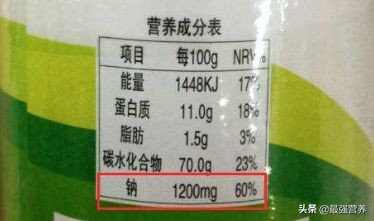 营养成分表
项目 每100g NRV%
能量 1448KJ 17%
蛋白质 11.0g 18%
脂肪 1.5g 3%
碳水化合物 70.0g 23%
钠 1200mg 60%
头条 @最强营养